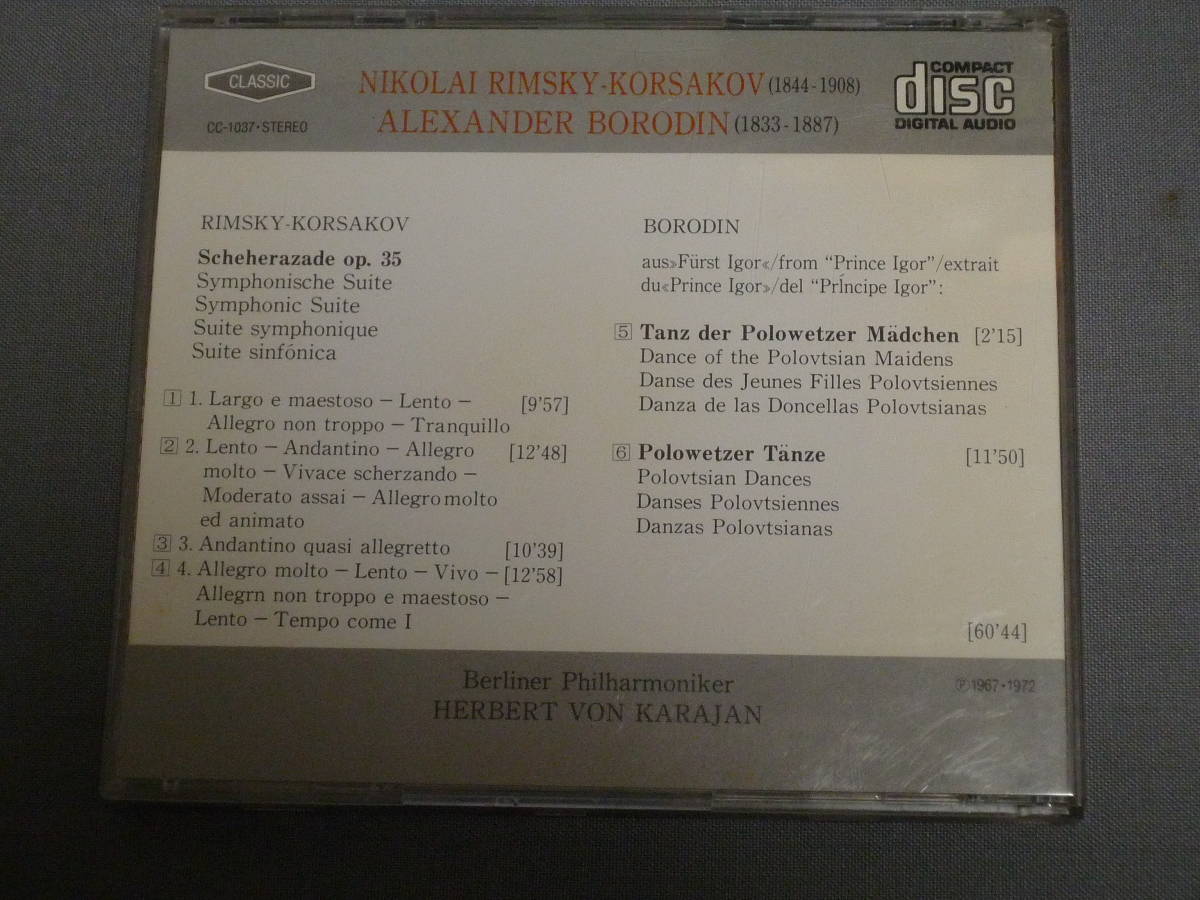 CLASSIC
CC-1037・STEREO
NIKOLAI RIMSKY-KORSAKOV (1844-1908)
ALEXANDER BORODIN (1833-1887)
COMPACT
disc
DIGITAL AUDIO
RIMSKY-KORSAKOV
Scheherazade op. 35
Symphonische Suite
Symphonic Suite
Suite symphonique
Suite sinfónica
1 1. Largo e maestoso – Lento – [9'57]
Allegro non troppo – Tranquillo
2 2. Lento – Andantino – Allegro [12'48]
molto – Vivace scherzando –
Moderato assai – Allegro molto
ed animato
3 3. Andantino quasi allegretto [10'39]
4 4. Allegro molto – Lento – Vivo – [12'58]
Allegrn non troppo e maestoso –
Lento – Tempo come I
BORODIN
aus»Fürst Igor«/from "Prince Igor"/extrait
du«Prince Igor»/del "PrÍncipe Igor":
5 Tanz der Polowetzer Mädchen [2'15]
Dance of the Polovtsian Maidens
Danse des Jeunes Filles Polovtsiennes
Danza de las Doncellas Polovtsianas
6 Polowetzer Tänze [11'50]
Polovtsian Dances
Danses Polovtsiennes
Danzas Polovtsianas
[60'44]
Berliner Philharmoniker
HERBERT VON KARAJAN
℗1967・1972